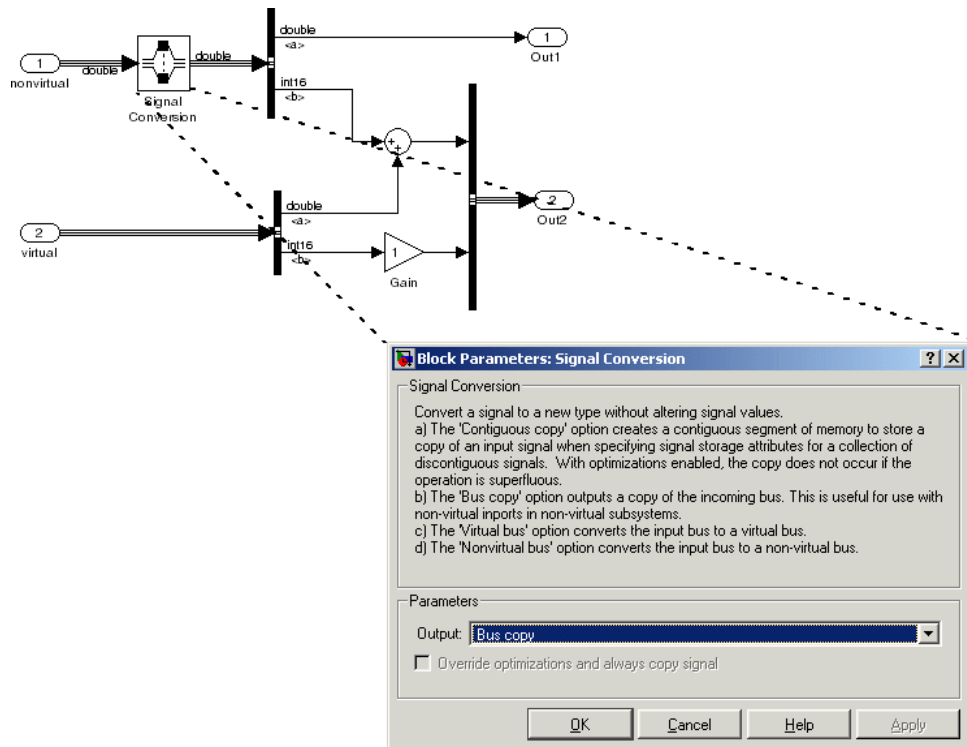 double
<a>
1
Out1
1
double
double
nonvirtual
Signal
Conversion
int16
<b>
+
+
double
<a>
2
Out2
2
virtual
int16
<b>
1
Gain
Block Parameters: Signal Conversion
Signal Conversion
Convert a signal to a new type without altering signal values.
a) The 'Contiguous copy' option creates a contiguous segment of memory to store a
copy of an input signal when specifying signal storage attributes for a collection of
discontiguous signals.  With optimizations enabled, the copy does not occur if the
operation is superfluous.
b) The 'Bus copy' option outputs a copy of the incoming bus. This is useful for use with
non-virtual inports in non-virtual subsystems.
c) The 'Virtual bus' option converts the input bus to a virtual bus.
d) The 'Nonvirtual bus' option converts the input bus to a non-virtual bus.
Parameters
Output: Bus copy
Override optimizations and always copy signal
OK Cancel Help Apply